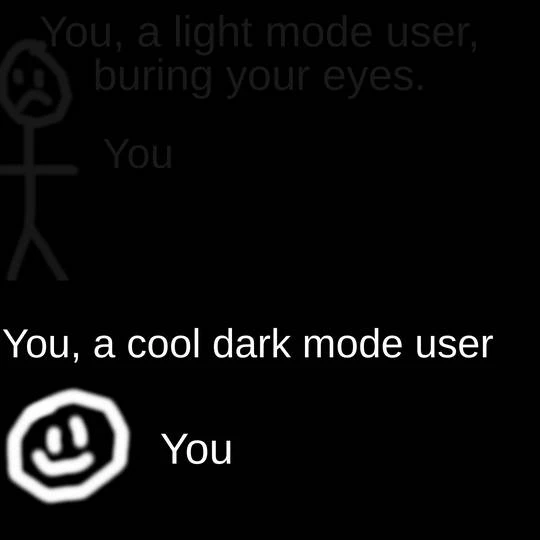 You, a light mode user,
buring your eyes.
You
You, a cool dark mode user
You